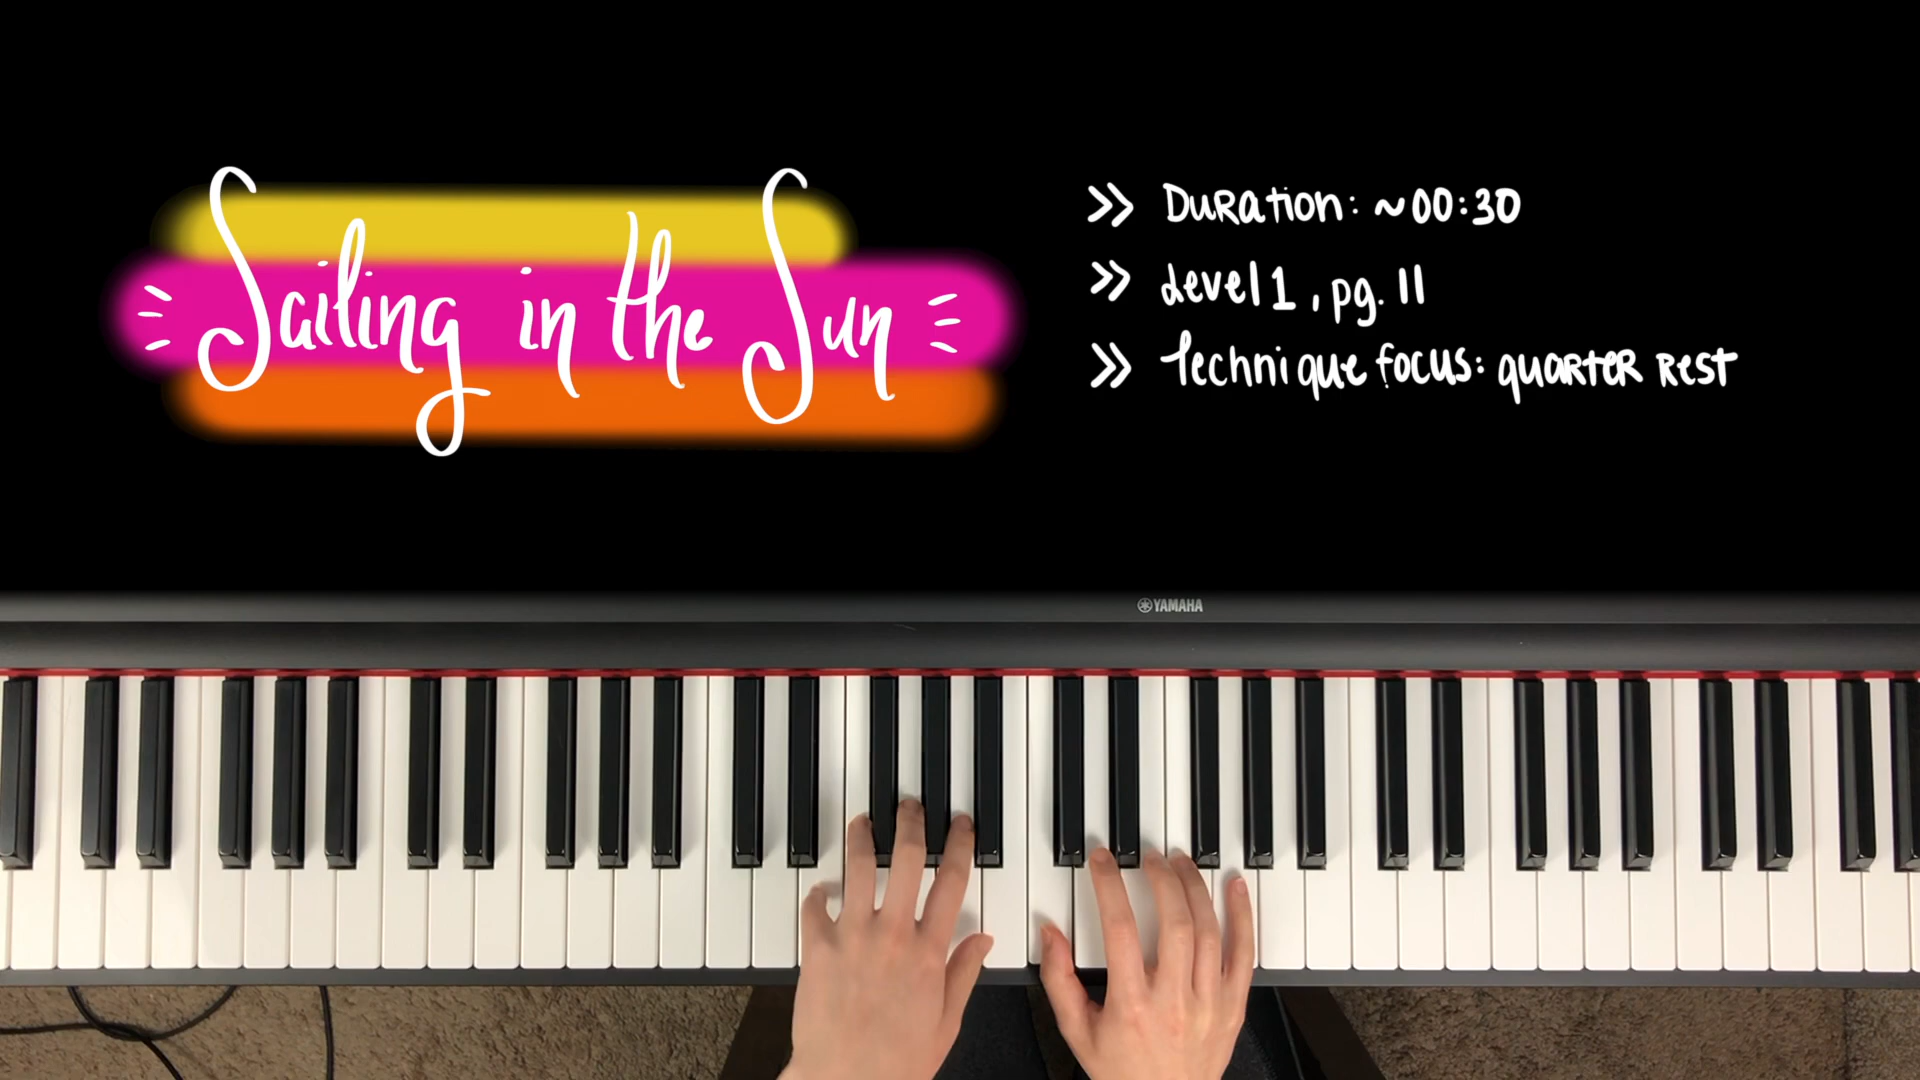 Sailing in the Sun
>> Duration: ~00:30
>> Level 1, pg. 11
>> Technique focus: quarter rest
YAMAHA